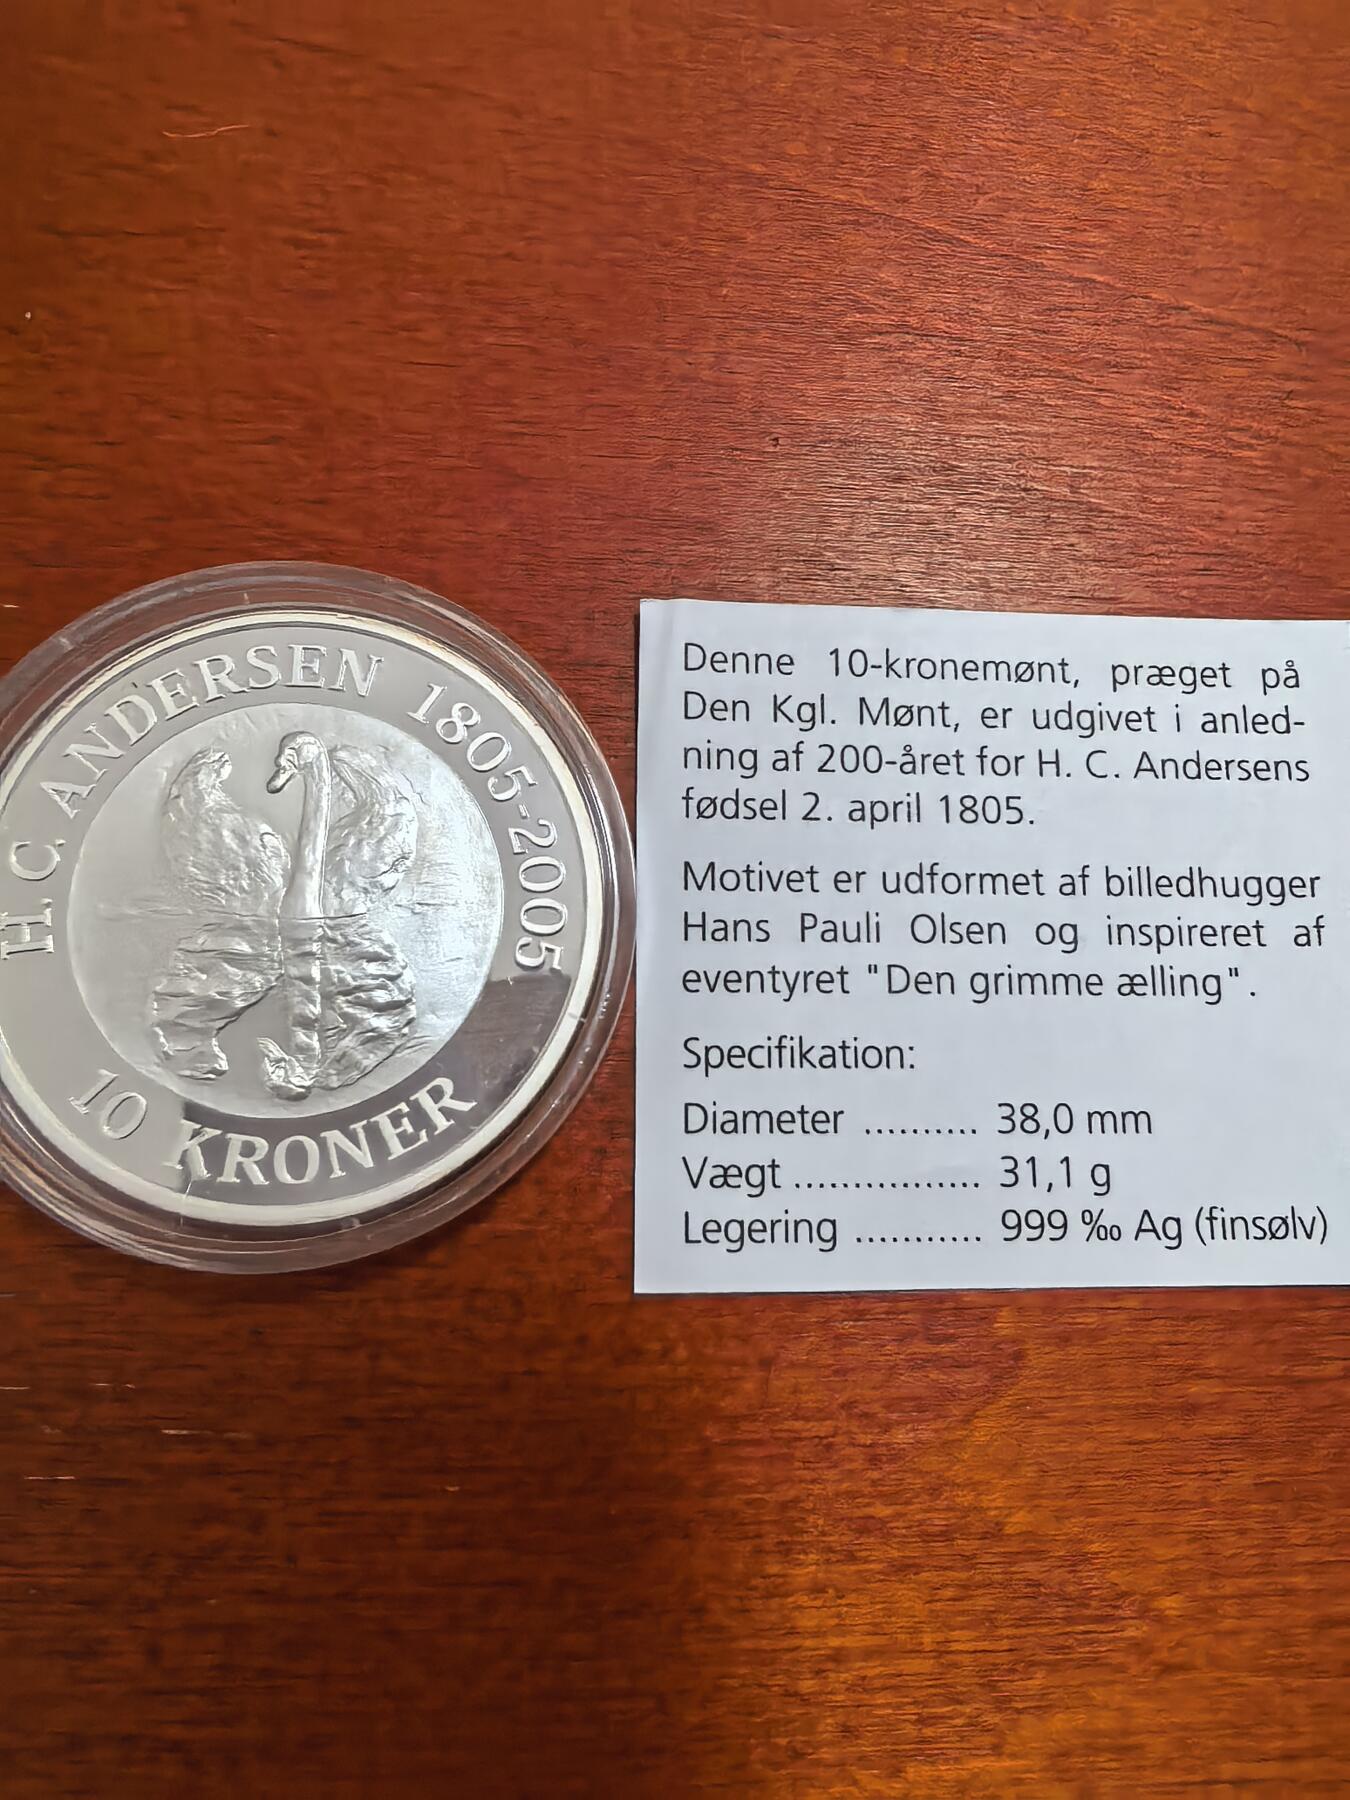 H. C. ANDERSEN 1805-2005
10 KRONER
Denne 10-kronemønt, præget på
Den Kgl. Mønt, er udgivet i anled-
ning af 200-året for H. C. Andersens
fødsel 2. april 1805.
Motivet er udformet af billedhugger
Hans Pauli Olsen og inspireret af
eventyret "Den grimme ælling".
Specifikation:
Diameter .......... 38,0 mm
Vægt ................ 31,1 g
Legering ........... 999 ‰ Ag (finsølv)